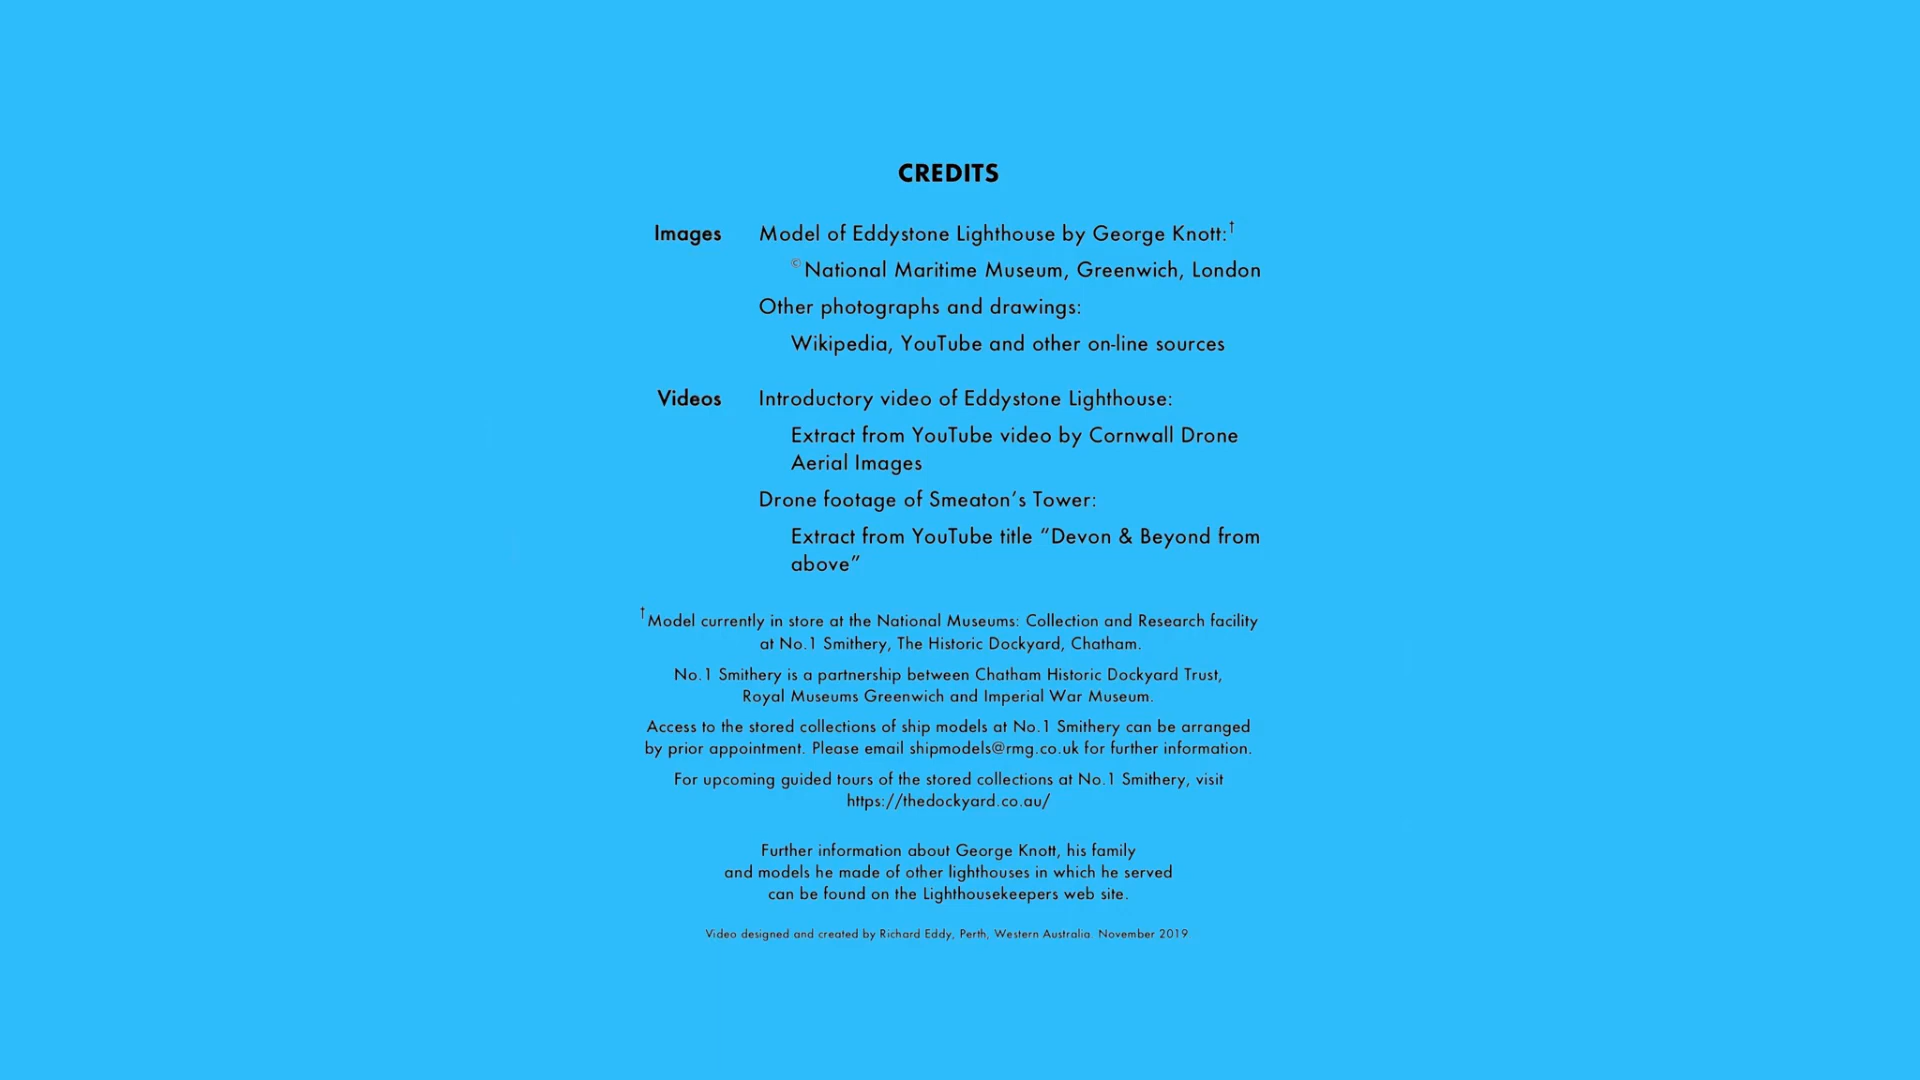 CREDITS
Images Model of Eddystone Lighthouse by George Knott:†
©National Maritime Museum, Greenwich, London
Other photographs and drawings:
Wikipedia, YouTube and other on-line sources
Videos Introductory video of Eddystone Lighthouse:
Extract from YouTube video by Cornwall Drone
Aerial Images
Drone footage of Smeaton’s Tower:
Extract from YouTube title “Devon & Beyond from
above”
†Model currently in store at the National Museums: Collection and Research facility
at No.1 Smithery, The Historic Dockyard, Chatham.
No.1 Smithery is a partnership between Chatham Historic Dockyard Trust,
Royal Museums Greenwich and Imperial War Museum.
Access to the stored collections of ship models at No.1 Smithery can be arranged
by prior appointment. Please email shipmodels@rmg.co.uk for further information.
For upcoming guided tours of the stored collections at No.1 Smithery, visit
https://thedockyard.co.au/
Further information about George Knott, his family
and models he made of other lighthouses in which he served
can be found on the Lighthousekeepers web site.
Video designed and created by Richard Eddy, Perth, Western Australia. November 2019